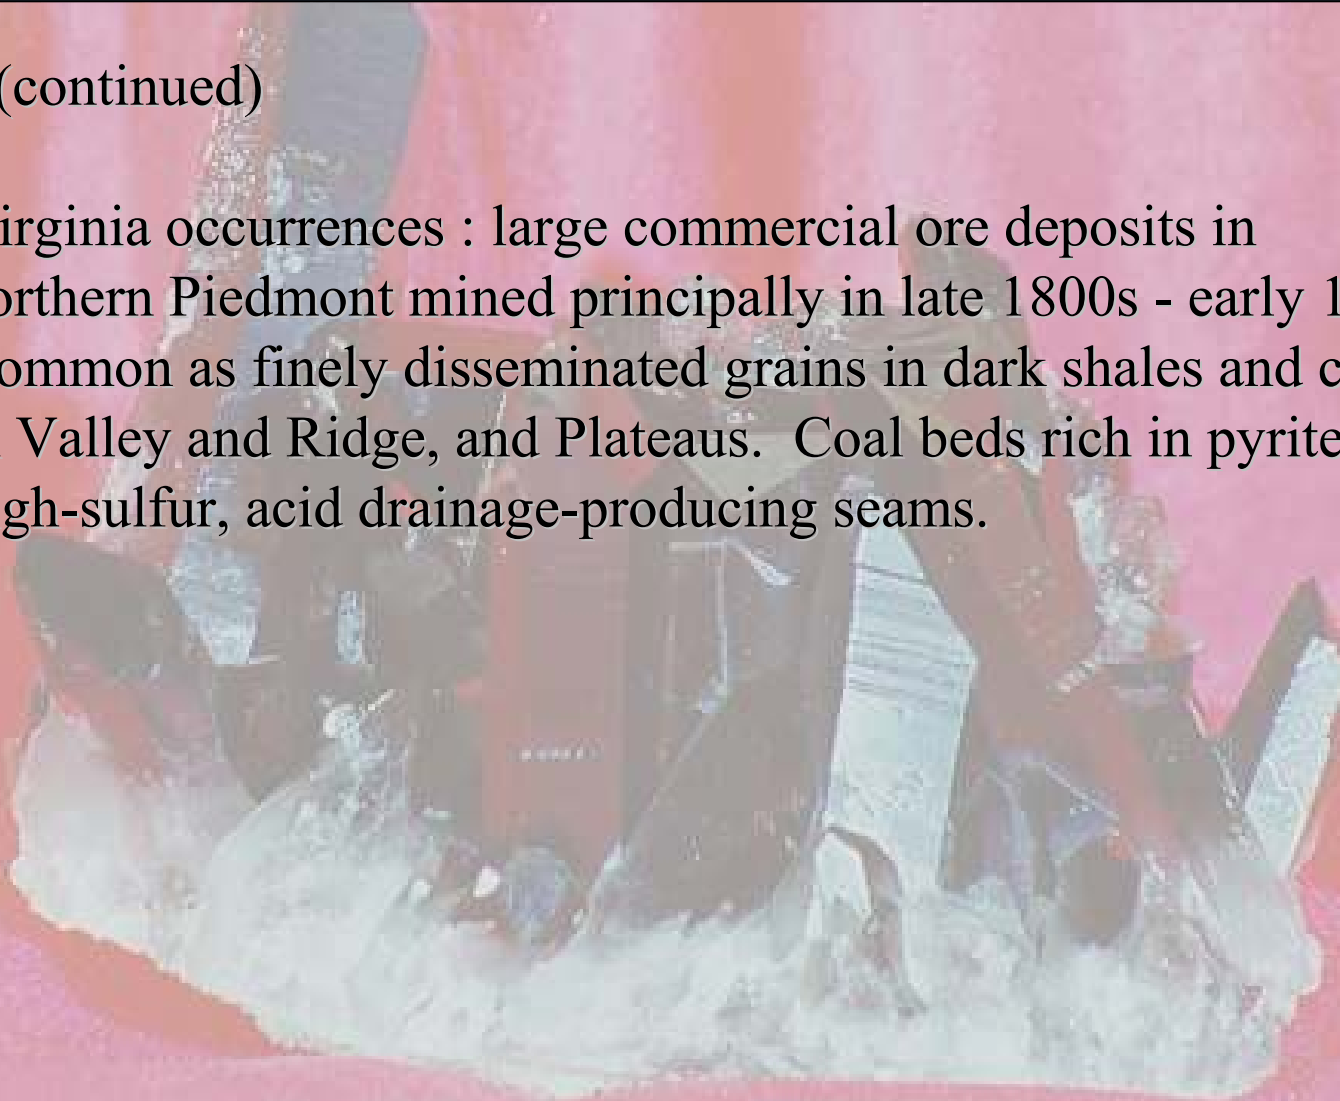 (continued)
irginia occurrences : large commercial ore deposits in
orthern Piedmont mined principally in late 1800s - early 1
ommon as finely disseminated grains in dark shales and c
Valley and Ridge, and Plateaus. Coal beds rich in pyrite
gh-sulfur, acid drainage-producing seams.